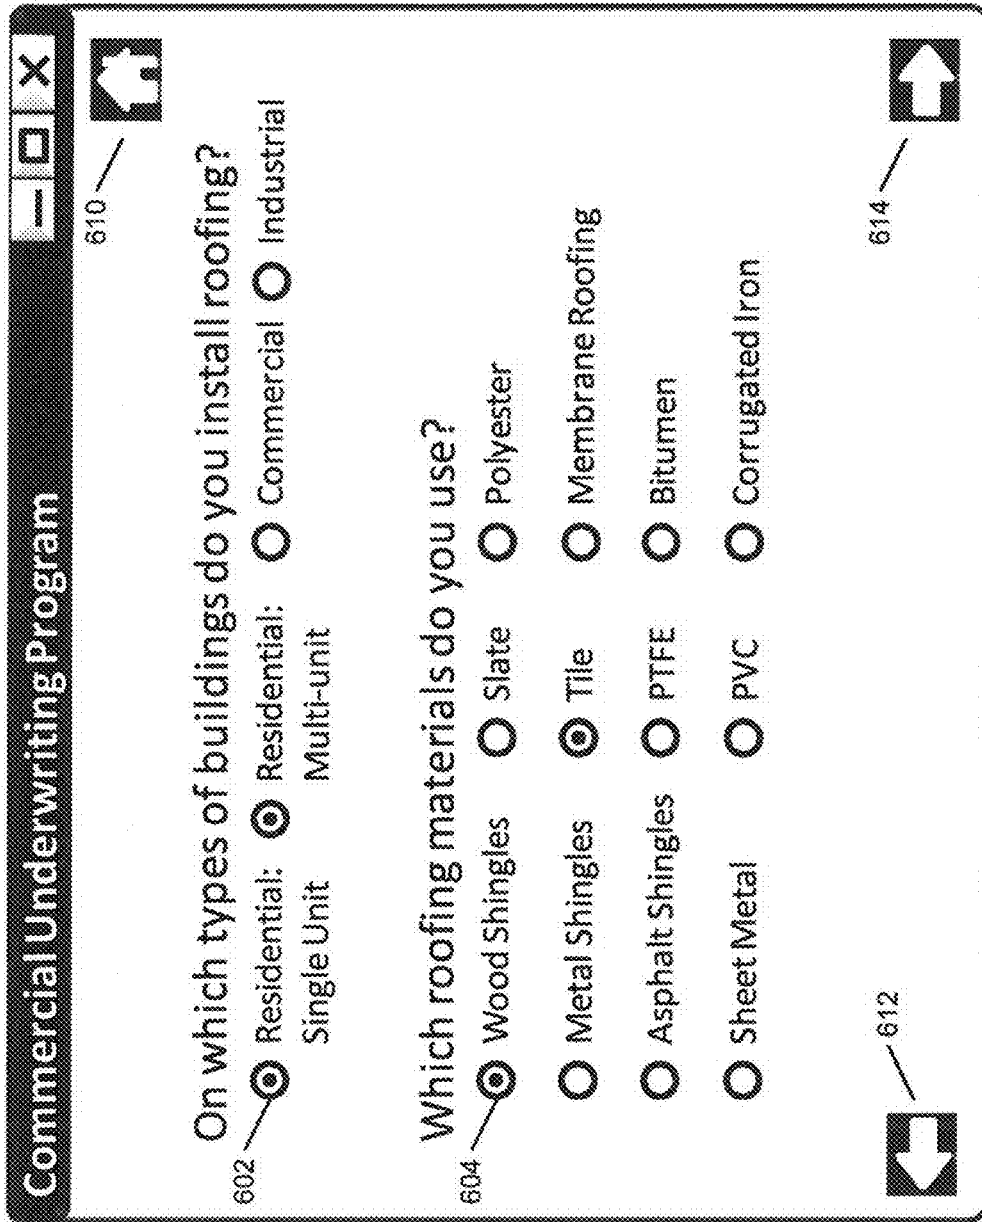 Commercial Underwriting Program
610
On which types of buildings do you install roofing?
Residential: Residential: Commercial Industrial
Single Unit Multi-unit
602
Which roofing materials do you use?
Wood Shingles Slate Polyester
604
Metal Shingles Tile Membrane Roofing
Asphalt Shingles PTFE Bitumen
Sheet Metal PVC Corrugated Iron
612
614